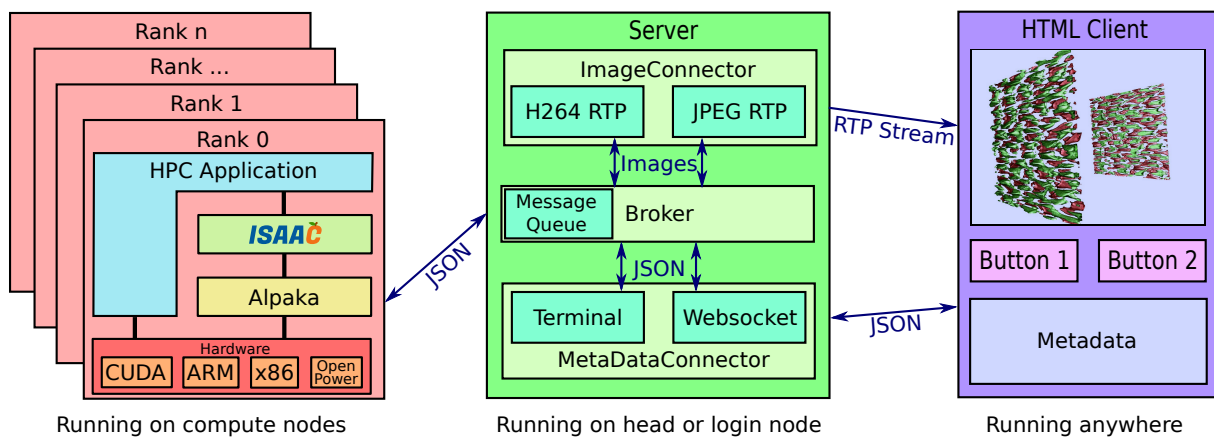 Rank n
Rank ...
Rank 1
Rank 0
HPC Application
ISAAČ
Alpaka
Hardware
CUDA
ARM
x86
Open
Power
Running on compute nodes
JSON
Server
ImageConnector
H264 RTP
JPEG RTP
Images
Message
Queue
Broker
JSON
Terminal
Websocket
MetaDataConnector
Running on head or login node
RTP Stream
JSON
HTML Client
Button 1
Button 2
Metadata
Running anywhere